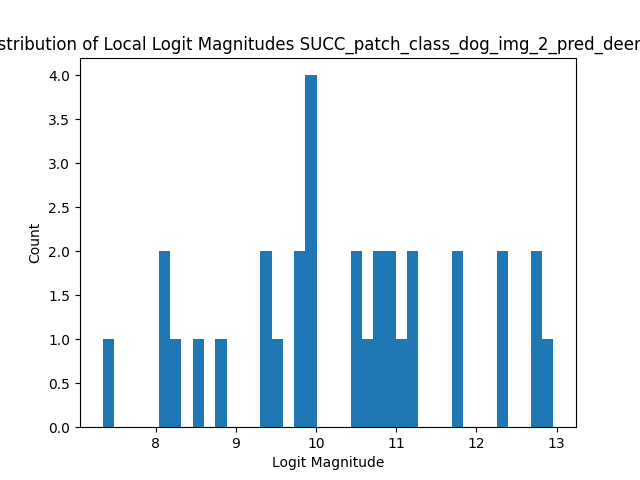 stribution of Local Logit Magnitudes SUCC_patch_class_dog_img_2_pred_deer
4.0
3.5
3.0
2.5
2.0
1.5
1.0
0.5
0.0
Count
8 9 10 11 12 13
Logit Magnitude